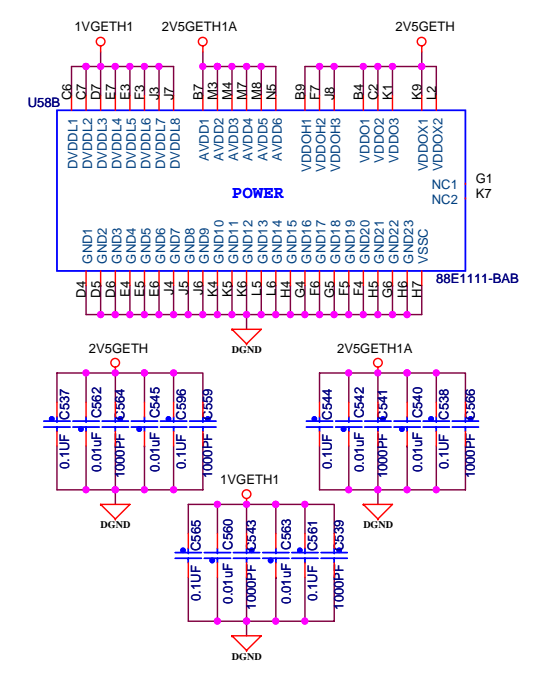 1VGETH1 2V5GETH1A 2V5GETH
C6 C7 D7 E7 E3 F3 J3 J7 B7 M3 M4 M7 M8 N5 B9 F7 J8 B4 C2 K1 K9 L2
U58B
DVDDL1 DVDDL2 DVDDL3 DVDDL4 DVDDL5 DVDDL6 DVDDL7 DVDDL8 AVDD1 AVDD2 AVDD3 AVDD4 AVDD5 AVDD6 VDDOH1 VDDOH2 VDDOH3 VDDO1 VDDO2 VDDO3 VDDOX1 VDDOX2
NC1 G1
POWER
NC2 K7
GND1 GND2 GND3 GND4 GND5 GND6 GND7 GND8 GND9 GND10 GND11 GND12 GND13 GND14 GND15 GND16 GND17 GND18 GND19 GND20 GND21 GND22 GND23 VSSC
88E1111-BAB
D4 D5 D6 E4 E5 E6 J4 J5 J6 K4 K5 K6 L5 L6 H4 G4 F6 G5 F5 F4 H5 G6 H6 H7
DGND
2V5GETH 2V5GETH1A
C537 C562 C564 C545 C596 C559 C544 C542 C541 C540 C538 C566
0.1UF 0.01uF 1000PF 0.01uF 0.1UF 1000PF 0.1UF 0.01uF 1000PF 0.01uF 0.1UF 1000PF
1VGETH1
DGND DGND
C565 C560 C543 C563 C561 C539
0.1UF 0.01uF 1000PF 0.01uF 0.1UF 1000PF
DGND